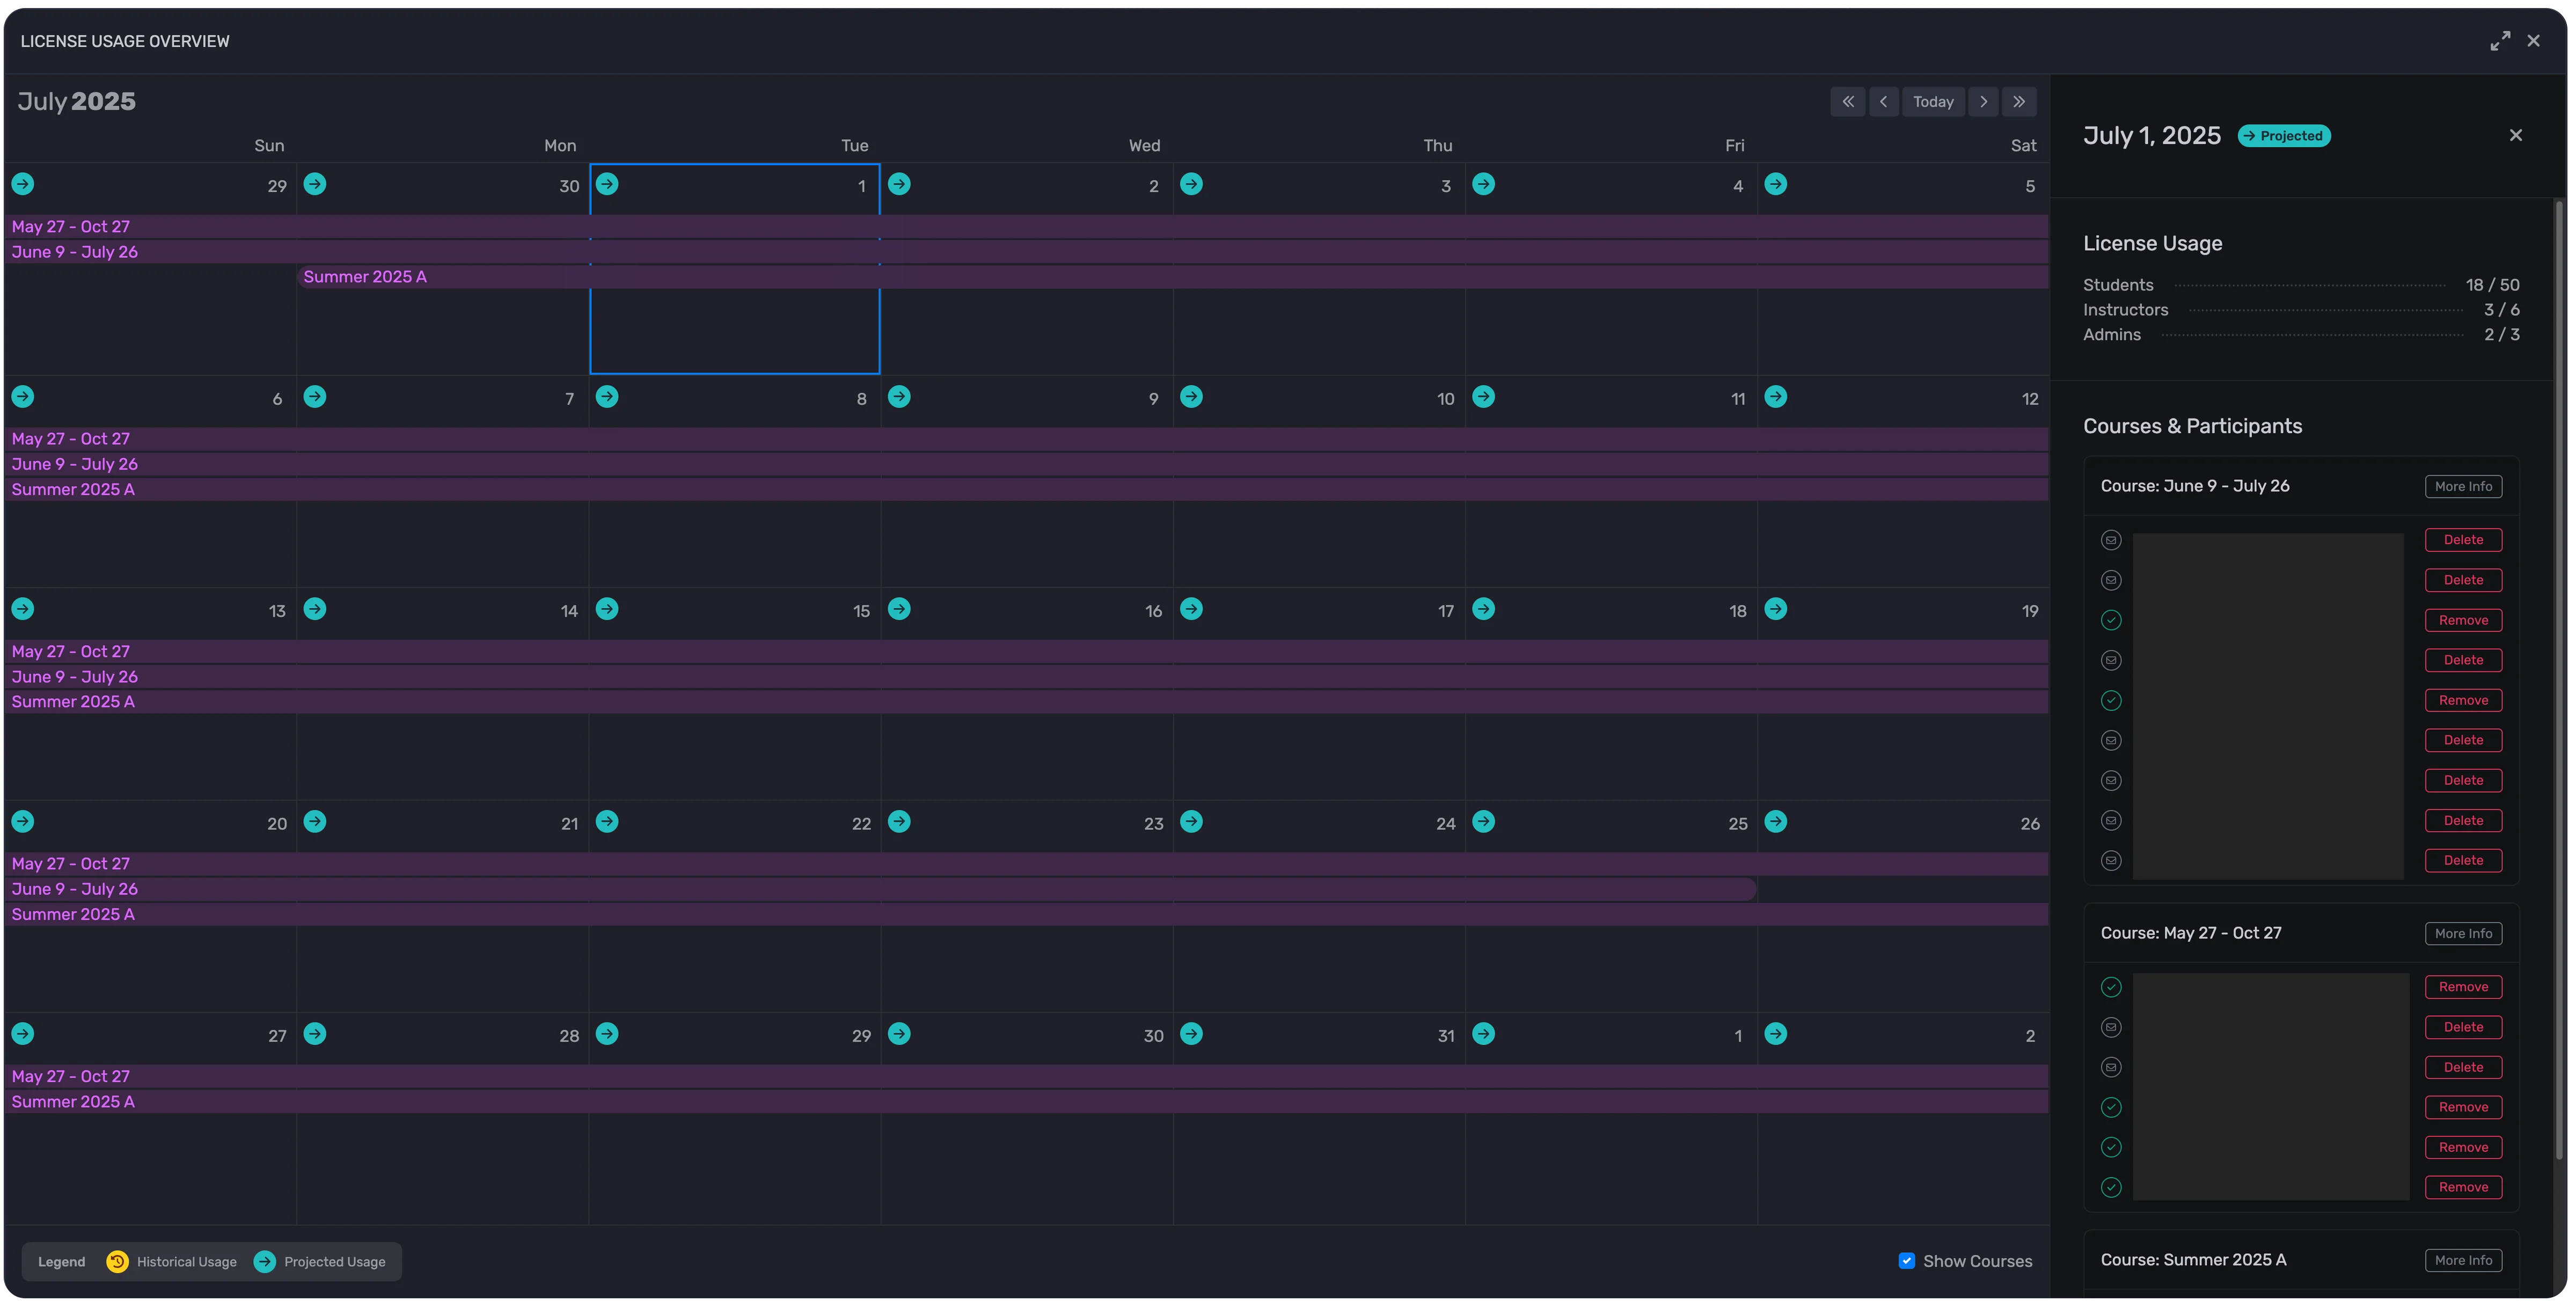 LICENSE USAGE OVERVIEW
July 2025
Today
Sun Mon Tue Wed Thu Fri Sat
29 30 1 2 3 4 5
May 27 - Oct 27
June 9 - July 26
Summer 2025 A
6 7 8 9 10 11 12
May 27 - Oct 27
June 9 - July 26
Summer 2025 A
13 14 15 16 17 18 19
May 27 - Oct 27
June 9 - July 26
Summer 2025 A
20 21 22 23 24 25 26
May 27 - Oct 27
June 9 - July 26
Summer 2025 A
27 28 29 30 31 1 2
May 27 - Oct 27
Summer 2025 A
Legend Historical Usage Projected Usage
Show Courses
July 1, 2025 Projected
License Usage
Students 18 / 50
Instructors 3 / 6
Admins 2 / 3
Courses & Participants
Course: June 9 - July 26 More Info
Delete
Delete
Remove
Delete
Remove
Delete
Delete
Delete
Delete
Course: May 27 - Oct 27 More Info
Remove
Delete
Delete
Remove
Remove
Remove
Course: Summer 2025 A More Info